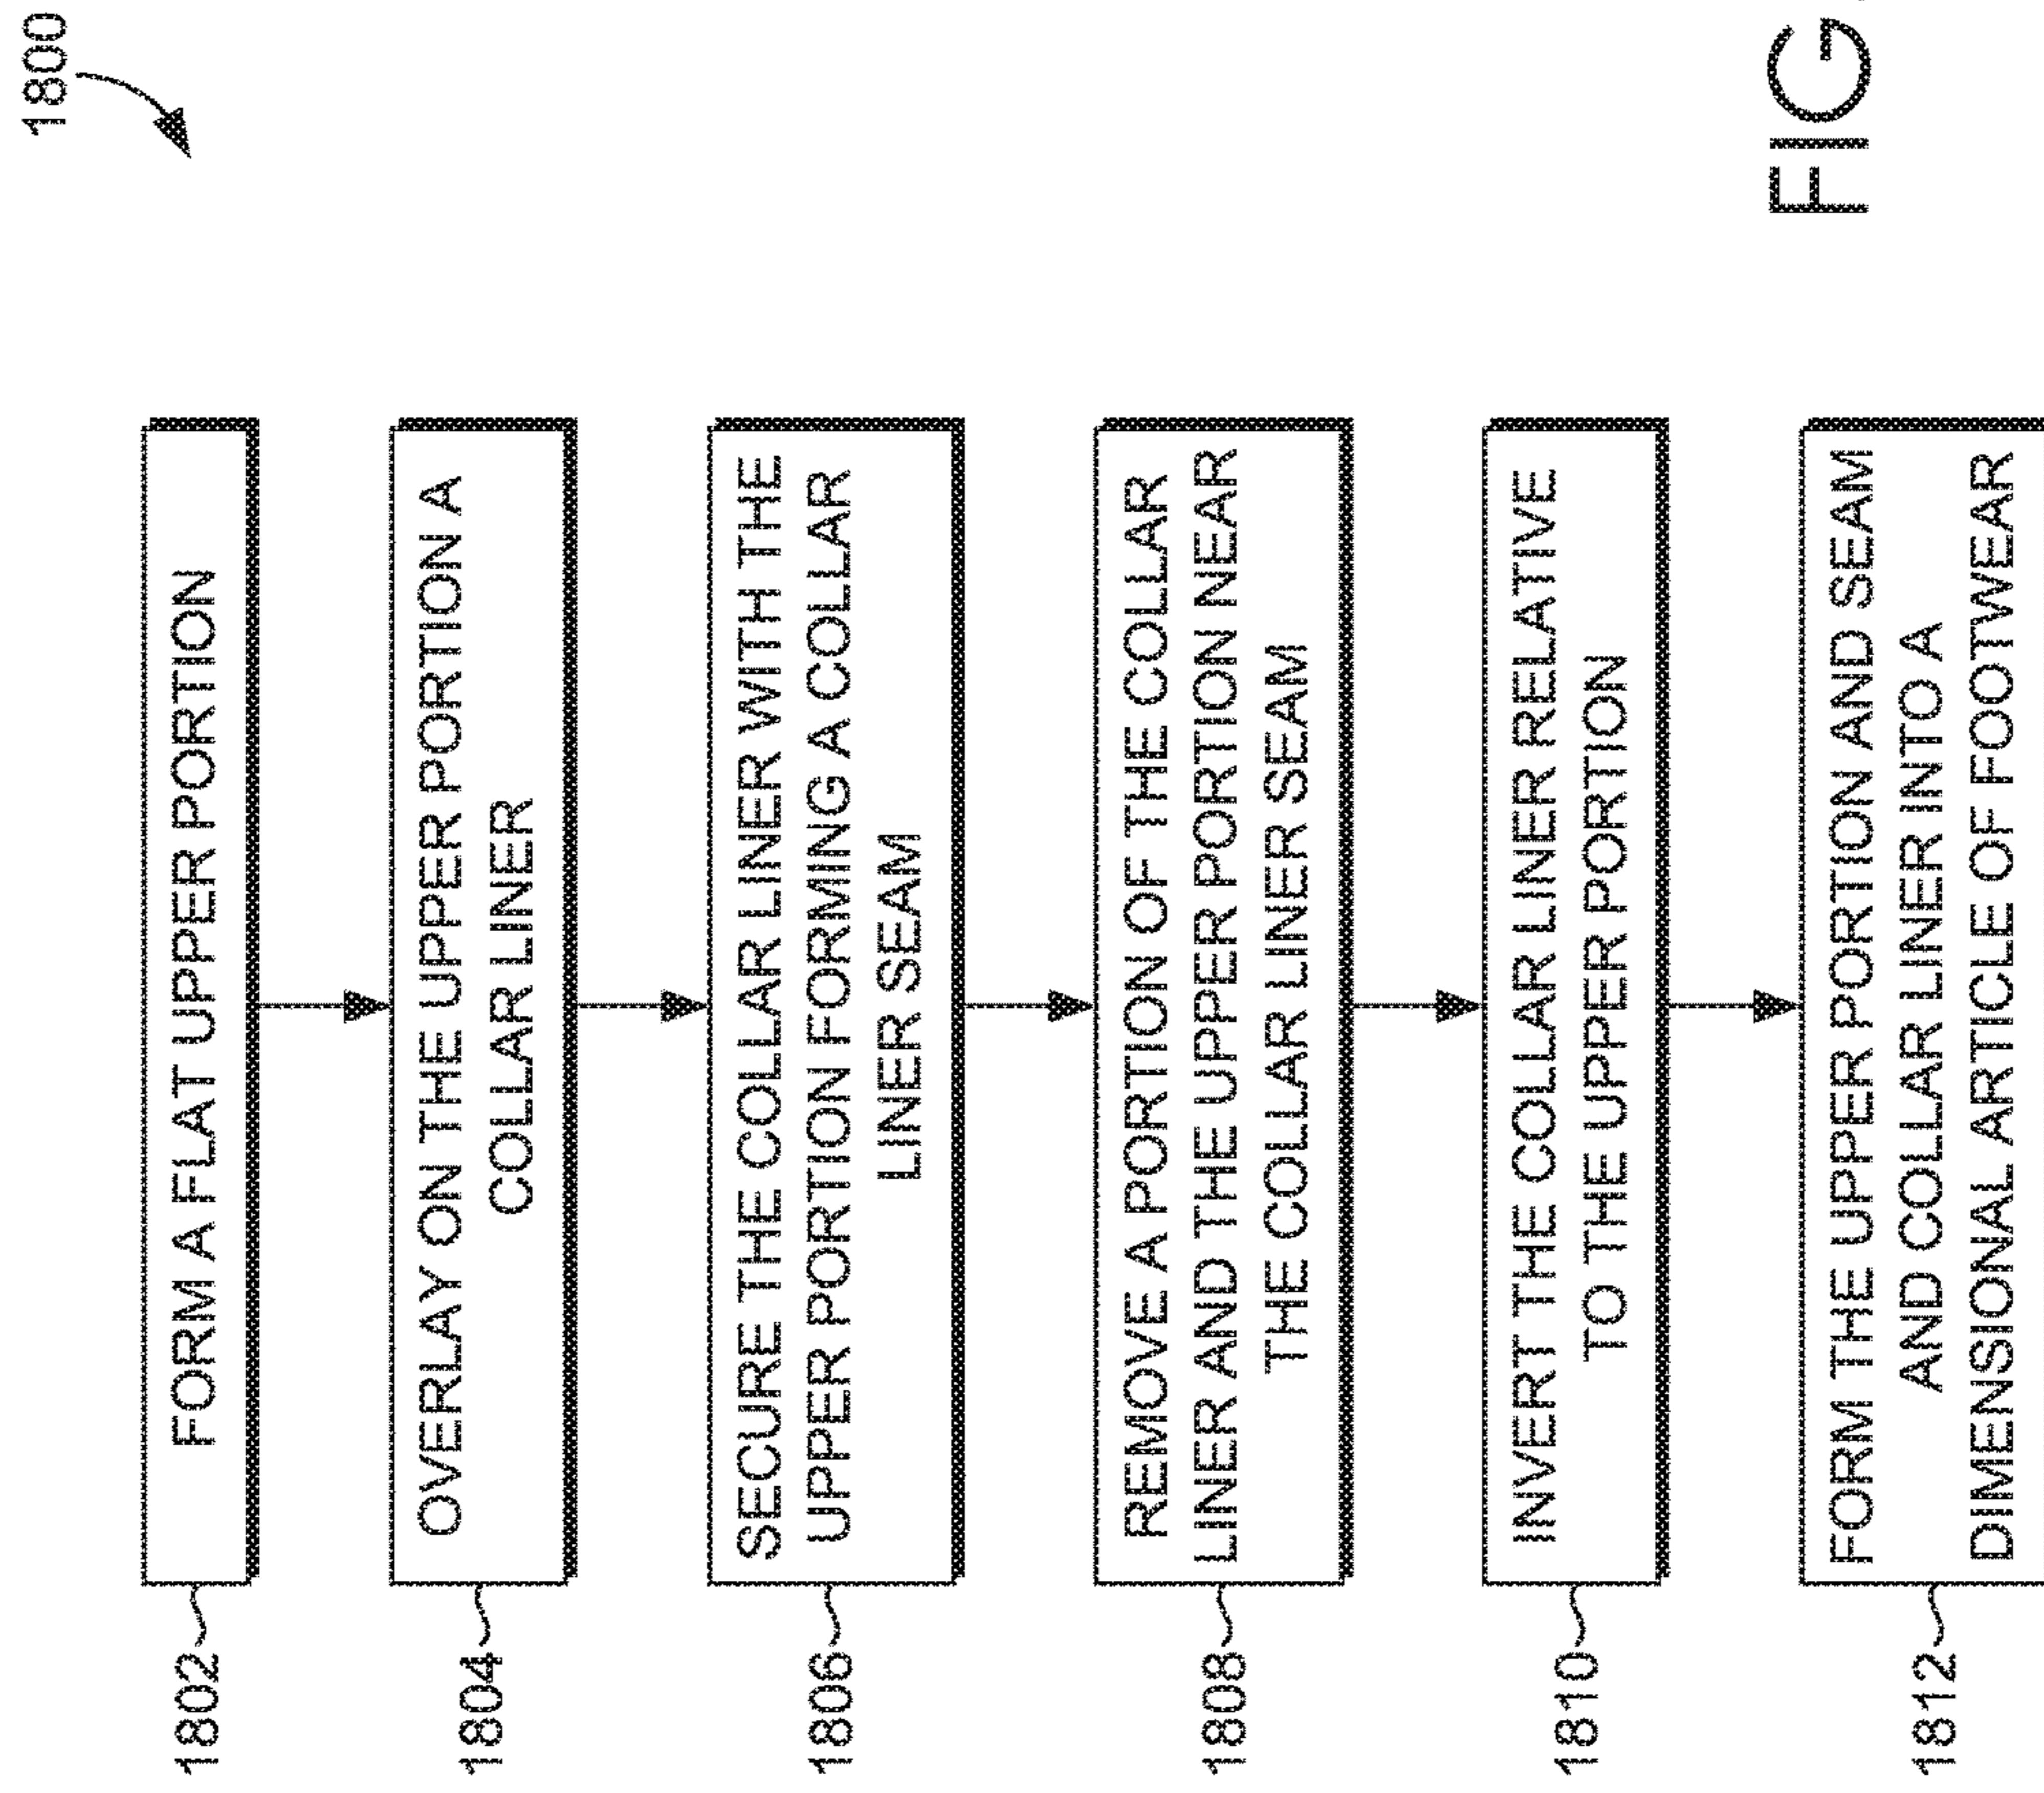 1800
1802
FORM A FLAT UPPER PORTION
1804
OVERLAY ON THE UPPER PORTION A
COLLAR LINER
1806
SECURE THE COLLAR LINER WITH THE
UPPER PORTION FORMING A COLLAR
LINER SEAM
1808
REMOVE A PORTION OF THE COLLAR
LINER AND THE UPPER PORTION NEAR
THE COLLAR LINER SEAM
1810
INVERT THE COLLAR LINER RELATIVE
TO THE UPPER PORTION
1812
FORM THE UPPER PORTION AND SEAM
AND COLLAR LINER INTO A
DIMENSIONAL ARTICLE OF FOOTWEAR
FIG